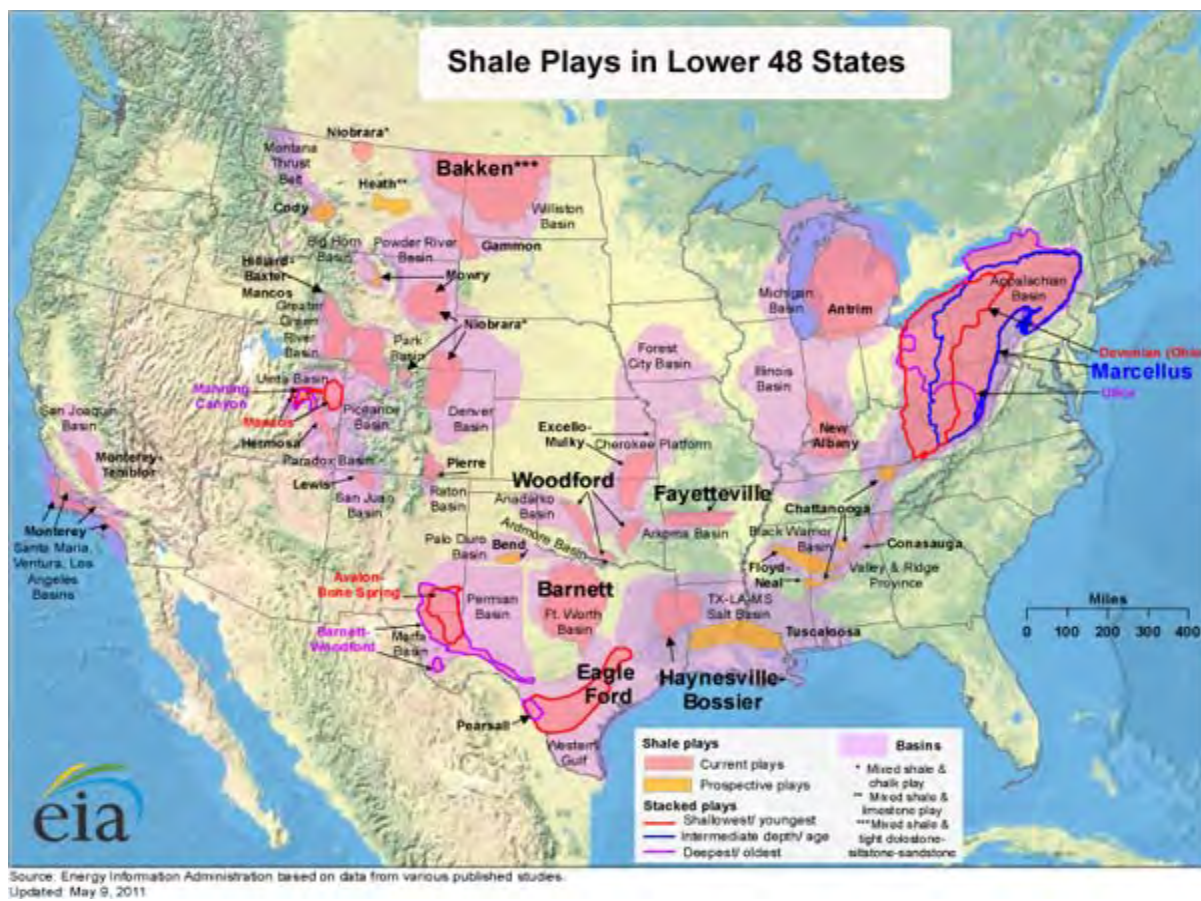 Shale Plays in Lower 48 States
Niobrara*
Montana
Thrust
Belt
Bakken***
Heath**
Cody
Williston
Basin
Big Horn
Basin
Powder River
Basin
Gammon
Hilliard-
Baxter-
Mancos
Mowry
Greater
Green
River
Basin
Niobrara*
Park
Basin
Michigan
Basin
Antrim
Appalachian
Basin
Devonian (Ohio
Marcellus
Utica
Forest
City Basin
Illinois
Basin
Uinta Basin
Manning
Canyon
Mancos
Piceance
Basin
Denver
Basin
San Joaquin
Basin
Hermosa
Excello-
Mulky
Cherokee Platform
New
Albany
Monterey-
Temblor
Paradox Basin
Lewis
San Juan
Basin
Pierre
Raton
Basin
Woodford
Anadarko
Basin
Fayetteville
Arkoma Basin
Chattanooga
Monterey
Santa Maria,
Ventura, Los
Angeles
Basins
Palo Duro
Basin
Bend
Ardmore Basin
Black Warrior
Basin
Conasauga
Floyd-
Neal
Valley & Ridge
Province
Avalon-
Bone Spring
Permian
Basin
Barnett
Ft. Worth
Basin
TX-LA-MS
Salt Basin
Tuscaloosa
Miles
0 100 200 300 400
Barnett-
Woodford
Marfa
Basin
Eagle
Ford
Haynesville-
Bossier
Pearsall
Western
Gulf
Shale plays
Current plays
Prospective plays
Stacked plays
Shallowest/ youngest
Intermediate depth/ age
Deepest/ oldest
Basins
* Mixed shale &
chalk play
** Mixed shale &
limestone play
***Mixed shale &
tight dolostone-
siltstone-sandstone
eia
Source: Energy Information Administration based on data from various published studies.
Updated: May 9, 2011